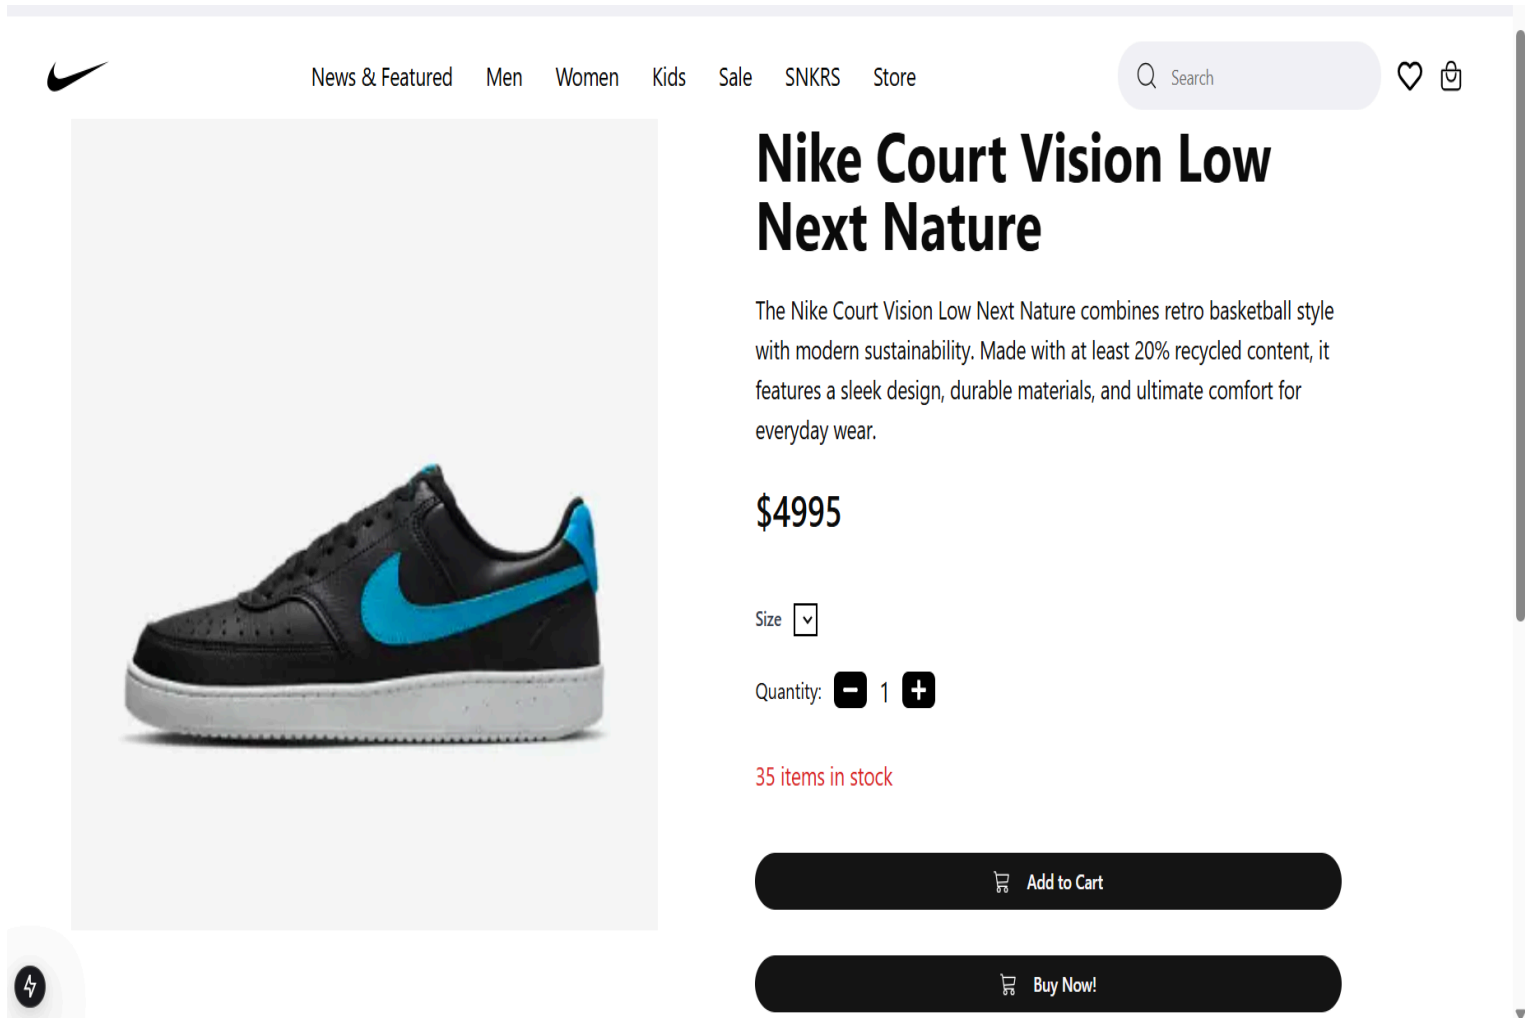 News & Featured Men Women Kids Sale SNKRS Store Search
Nike Court Vision Low
Next Nature
The Nike Court Vision Low Next Nature combines retro basketball style
with modern sustainability. Made with at least 20% recycled content, it
features a sleek design, durable materials, and ultimate comfort for
everyday wear.
$4995
Size
Quantity: 1
35 items in stock
Add to Cart
Buy Now!